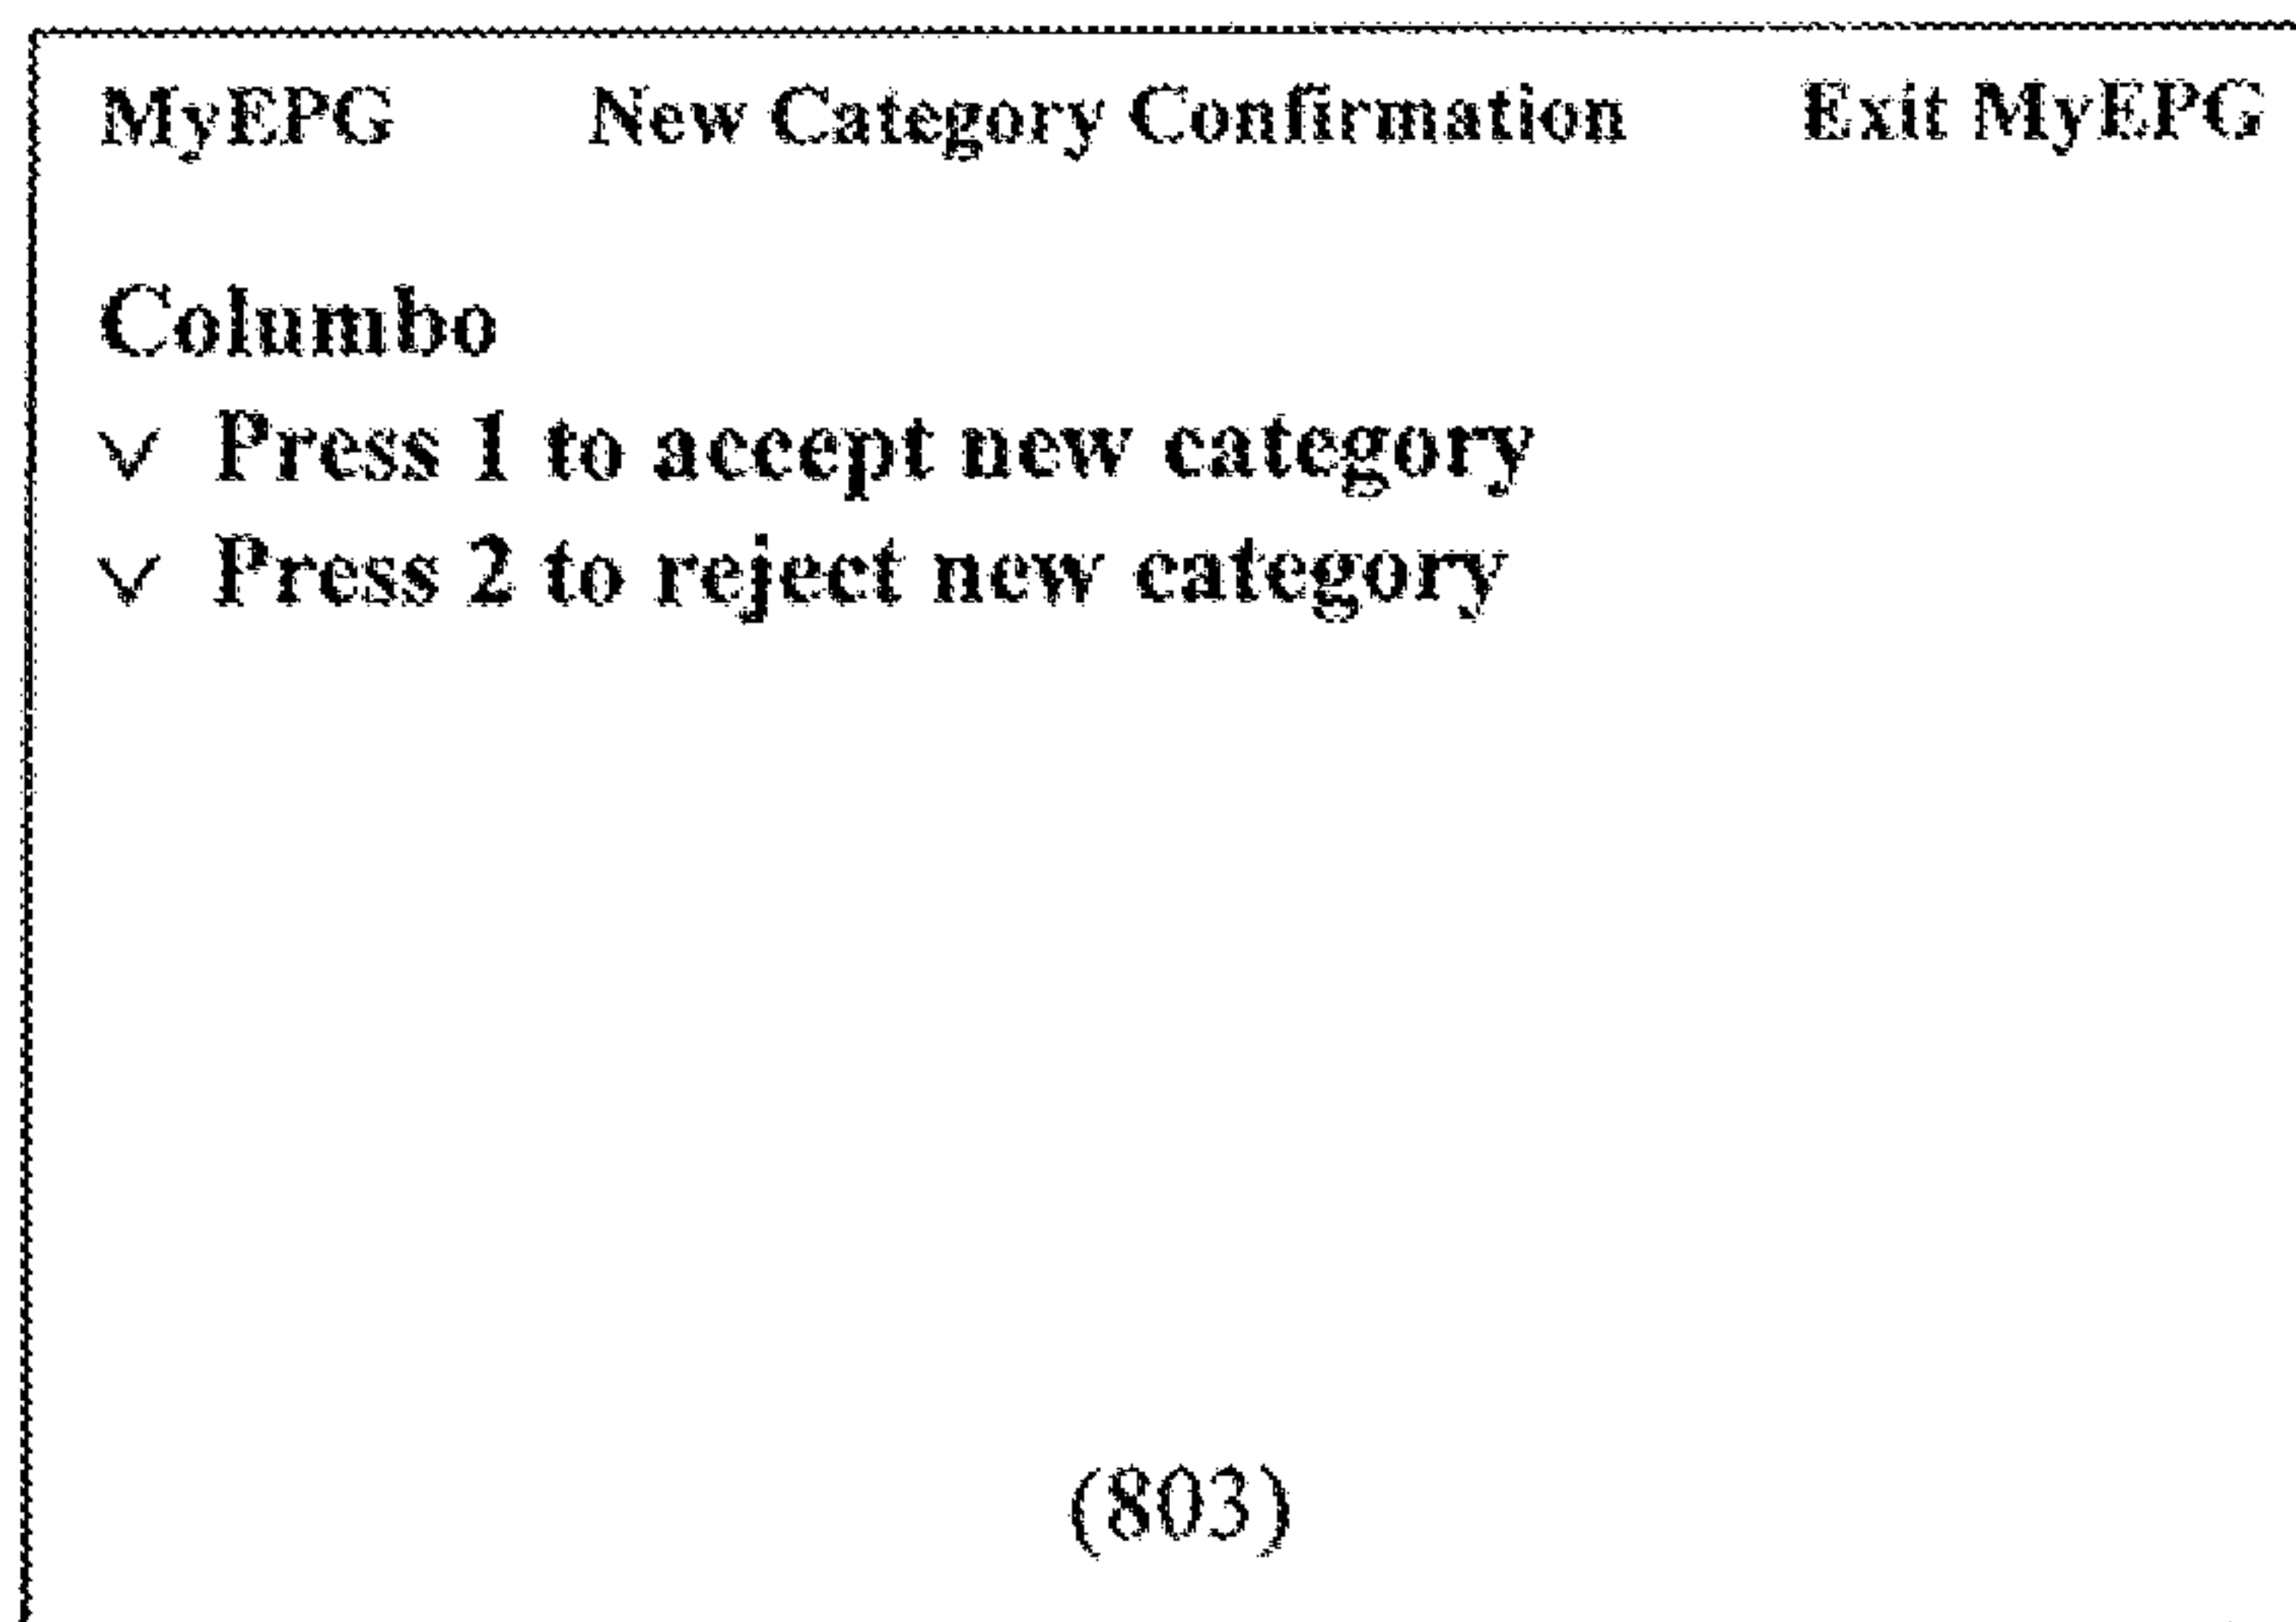 MyEPG New Category Confirmation Exit MyEPG
Columbo
✓ Press 1 to accept new category
✓ Press 2 to reject new category
(803)